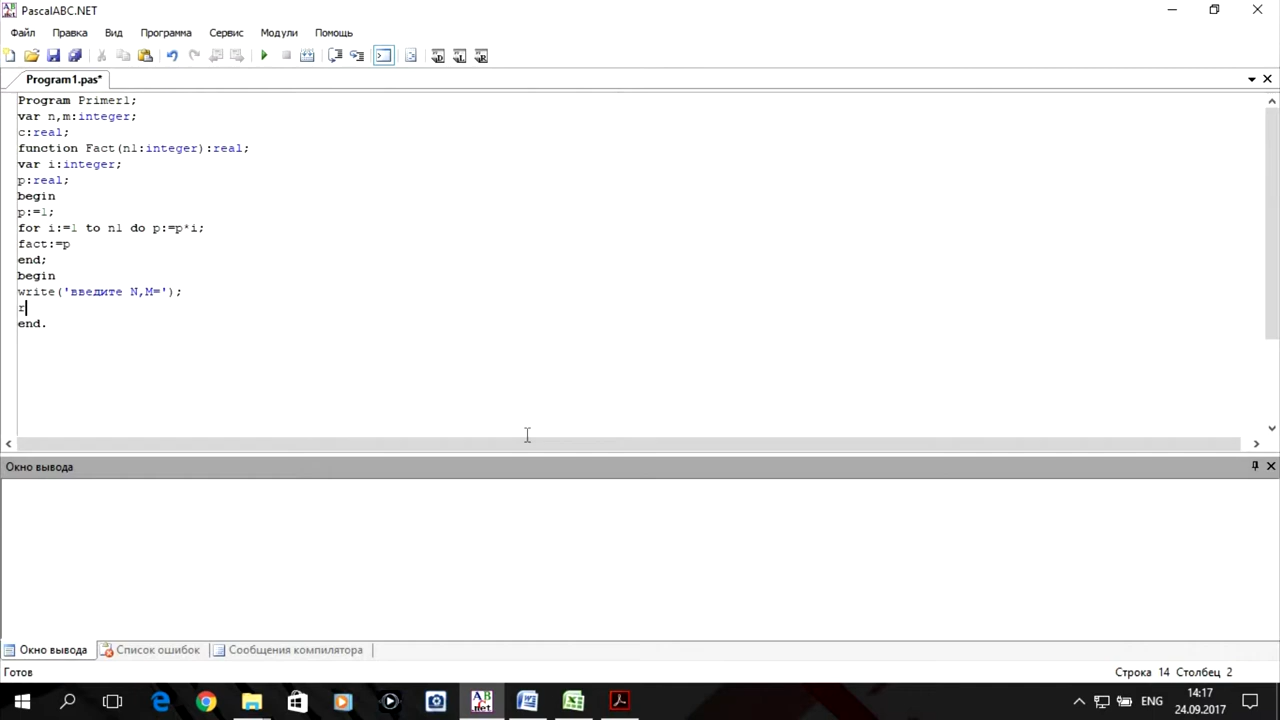 PascalABC.NET
Файл Правка Вид Программа Сервис Модули Помощь
Program1.pas*
Program Primer1;
var n,m:integer;
c:real;
function Fact(n1:integer):real;
var i:integer;
p:real;
begin
p:=1;
for i:=1 to n1 do p:=p*i;
fact:=p
end;
begin
write('введите N,M=');
r
end.
Окно вывода
Окно вывода Список ошибок Сообщения компилятора
Готов Строка 14 Столбец 2
ENG 14:17
24.09.2017